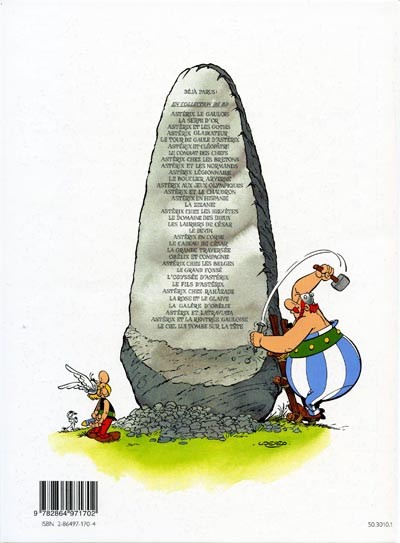 DÉJÀ PARUS:
EN COLLECTION DE BD
ASTÉRIX LE GAULOIS
LA SERPE D'OR
ASTÉRIX ET LES GOTHS
ASTÉRIX GLADIATEUR
LE TOUR DE GAULE D'ASTÉRIX
ASTÉRIX ET CLÉOPÂTRE
LE COMBAT DES CHEFS
ASTÉRIX CHEZ LES BRETONS
ASTÉRIX ET LES NORMANDS
ASTÉRIX LÉGIONNAIRE
LE BOUCLIER ARVERNE
ASTÉRIX AUX JEUX OLYMPIQUES
ASTÉRIX ET LE CHAUDRON
ASTÉRIX EN HISPANIE
LA ZIZANIE
ASTÉRIX CHEZ LES HELVÈTES
LE DOMAINE DES DIEUX
LES LAURIERS DE CÉSAR
LE DEVIN
ASTÉRIX EN CORSE
LE CADEAU DE CÉSAR
LA GRANDE TRAVERSÉE
OBÉLIX ET COMPAGNIE
ASTÉRIX CHEZ LES BELGES
LE GRAND FOSSÉ
L'ODYSSÉE D'ASTÉRIX
LE FILS D'ASTÉRIX
ASTÉRIX CHEZ RAHÀZADE
LA ROSE ET LE GLAIVE
LA GALÈRE D'OBÉLIX
ASTÉRIX ET LATRAVIATA
ASTÉRIX ET LA RENTRÉE GAULOISE
LE CIEL LUI TOMBE SUR LA TÊTE
UDERZO
9 782864 971702
ISBN 2-86497-170-4
50.3010.1